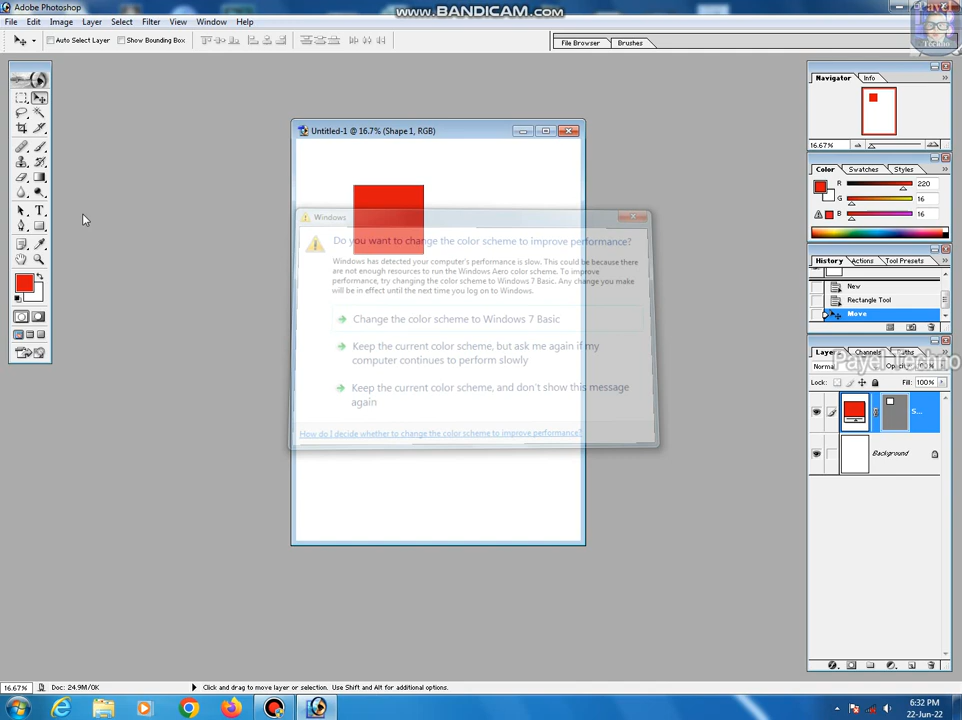 Adobe Photoshop
www.BANDICAM.com
File Edit Image Layer Select Filter View Window Help
Auto Select Layer Show Bounding Box
File Browser Brushes
Payel
Techno
Untitled-1 @ 16.7% (Shape 1, RGB)
Navigator Info
16.67%
Color Swatches Styles
R 220
G 16
B 16
History Actions Tool Presets
New
Rectangle Tool
Move
Windows
Do you want to change the color scheme to improve performance?
Windows has detected your computer's performance is slow. This could be because there
are not enough resources to run the Windows Aero color scheme. To improve
performance, try changing the color scheme to Windows 7 Basic. Any change you make
will be in effect until the next time you log on to Windows.
Change the color scheme to Windows 7 Basic
Keep the current color scheme, but ask me again if my
computer continues to perform slowly
Keep the current color scheme, and don't show this message
again
How do I decide whether to change the color scheme to improve performance?
Channels Paths
Payel Techno
Normal
Lock: Fill: 100%
S...
Background
16.67% Doc: 24.9M/0K Click and drag to move layer or selection. Use Shift and Alt for additional options.
6:32 PM
22-Jun-22